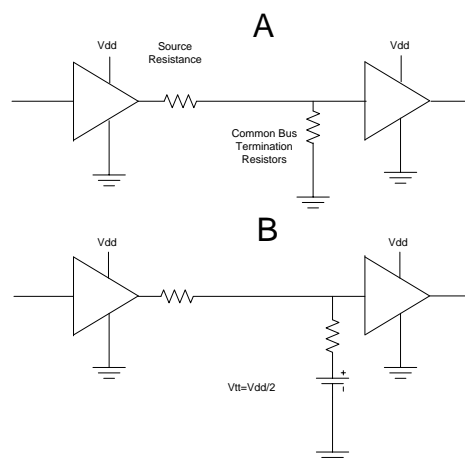 A
Vdd
Source
Resistance
Vdd
Common Bus
Termination
Resistors
B
Vdd
Vdd
+
-
Vtt=Vdd/2